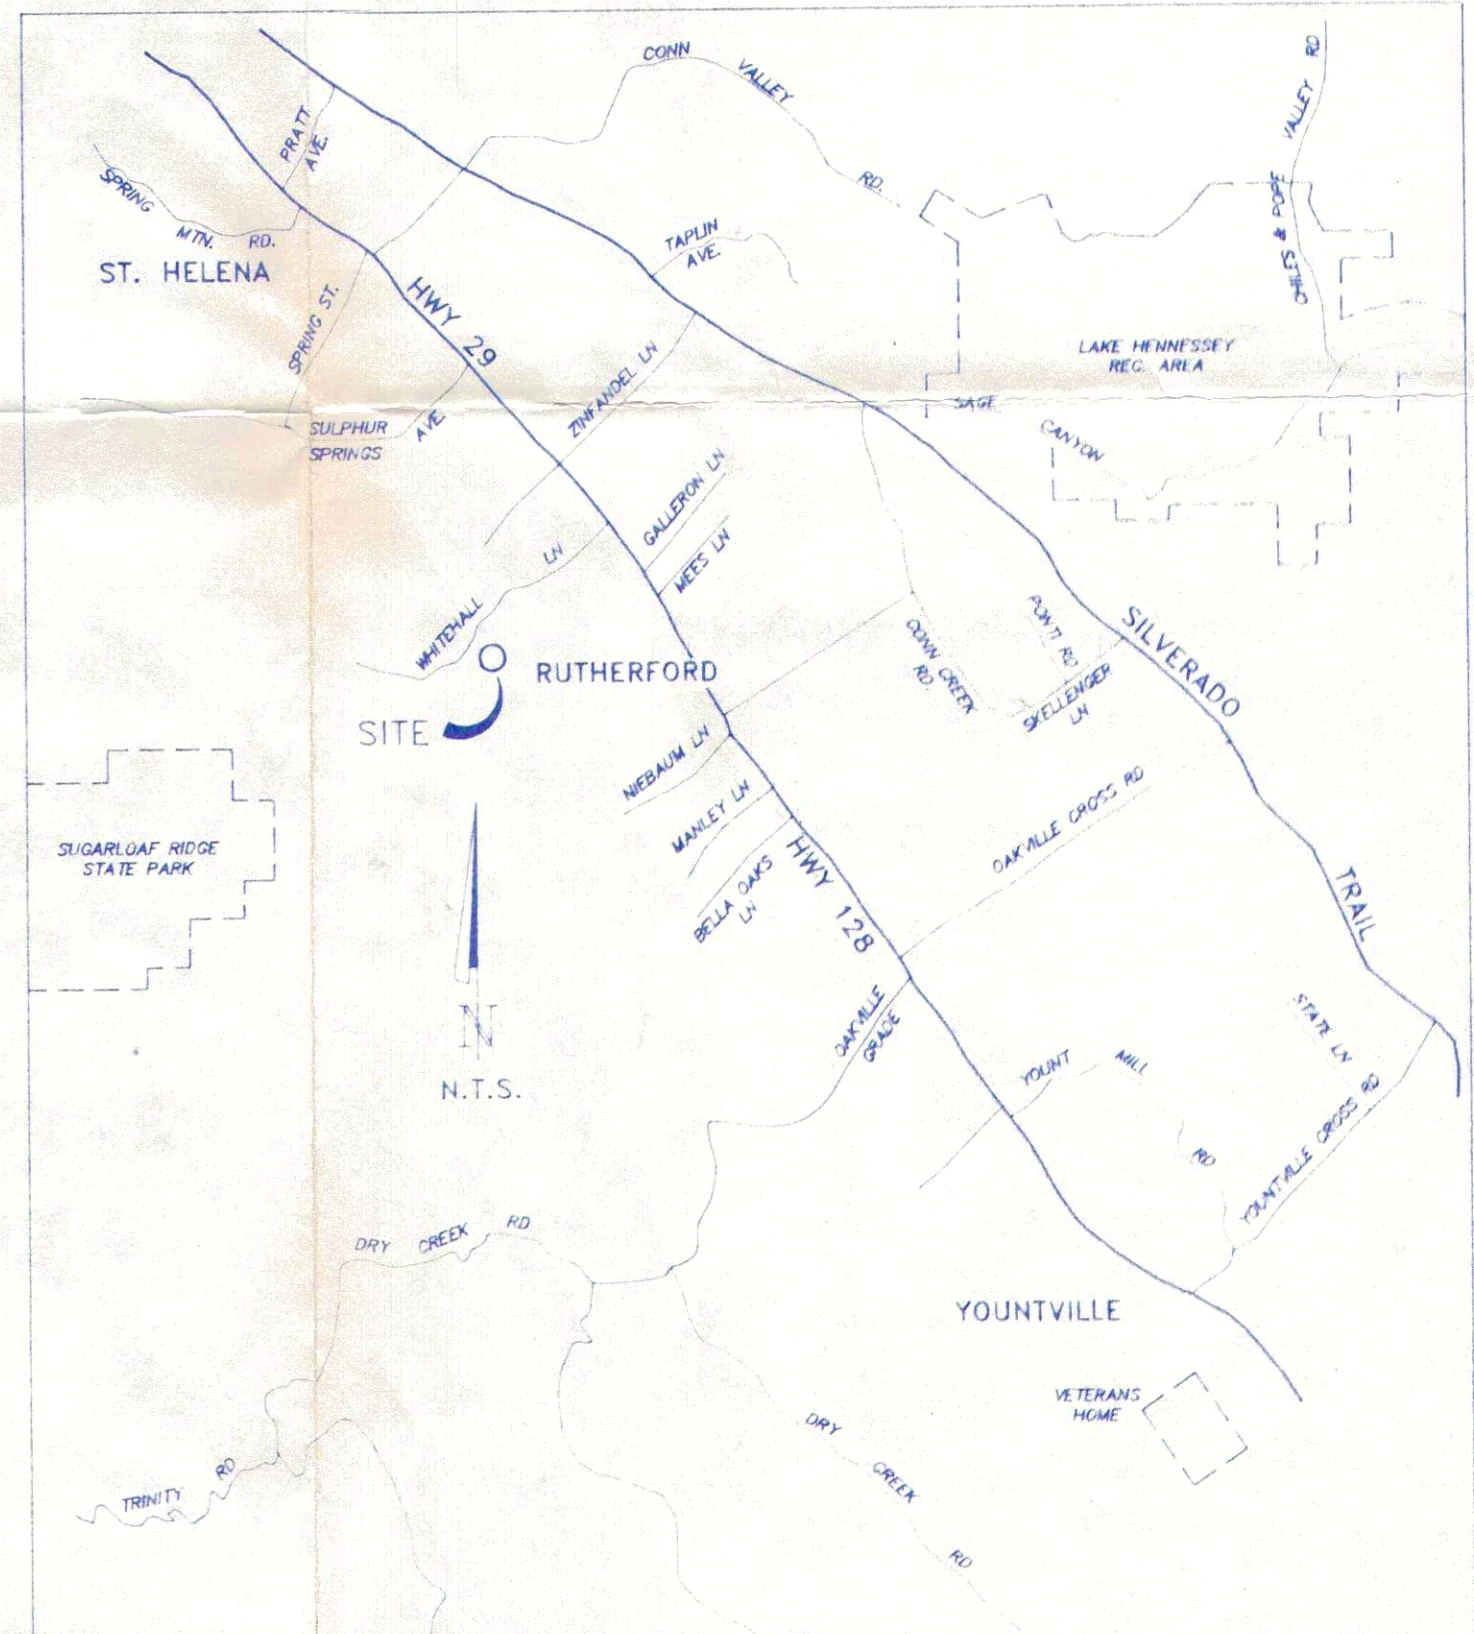 CONN
VALLEY
RD.
CHILES & POPE
VALLEY RD
PRATT
AVE.
SPRING
MTN. RD.
ST. HELENA
TAPLIN
AVE.
SPRING ST.
HWY 29
ZINFANDEL LN
LAKE HENNESSEY
REC. AREA
SAGE
CANYON
SULPHUR
SPRINGS
AVE.
GALLERON LN
MEES LN
WHITEHALL
LN
RUTHERFORD
SITE
CONN CREEK
RD.
PONTI RD
SKELLENGER
LN
SILVERADO
TRAIL
NIEBAUM LN
MANLEY LN
BELLA OAKS
LN
HWY 128
OAKVILLE CROSS RD
SUGARLOAF RIDGE
STATE PARK
N
N.T.S.
OAKVILLE
GRADE
YOUNT
MILL
RD
STATE LN
YOUNTVILLE CROSS RD
DRY CREEK RD
YOUNTVILLE
VETERANS
HOME
DRY
CREEK
RD
TRINITY RD